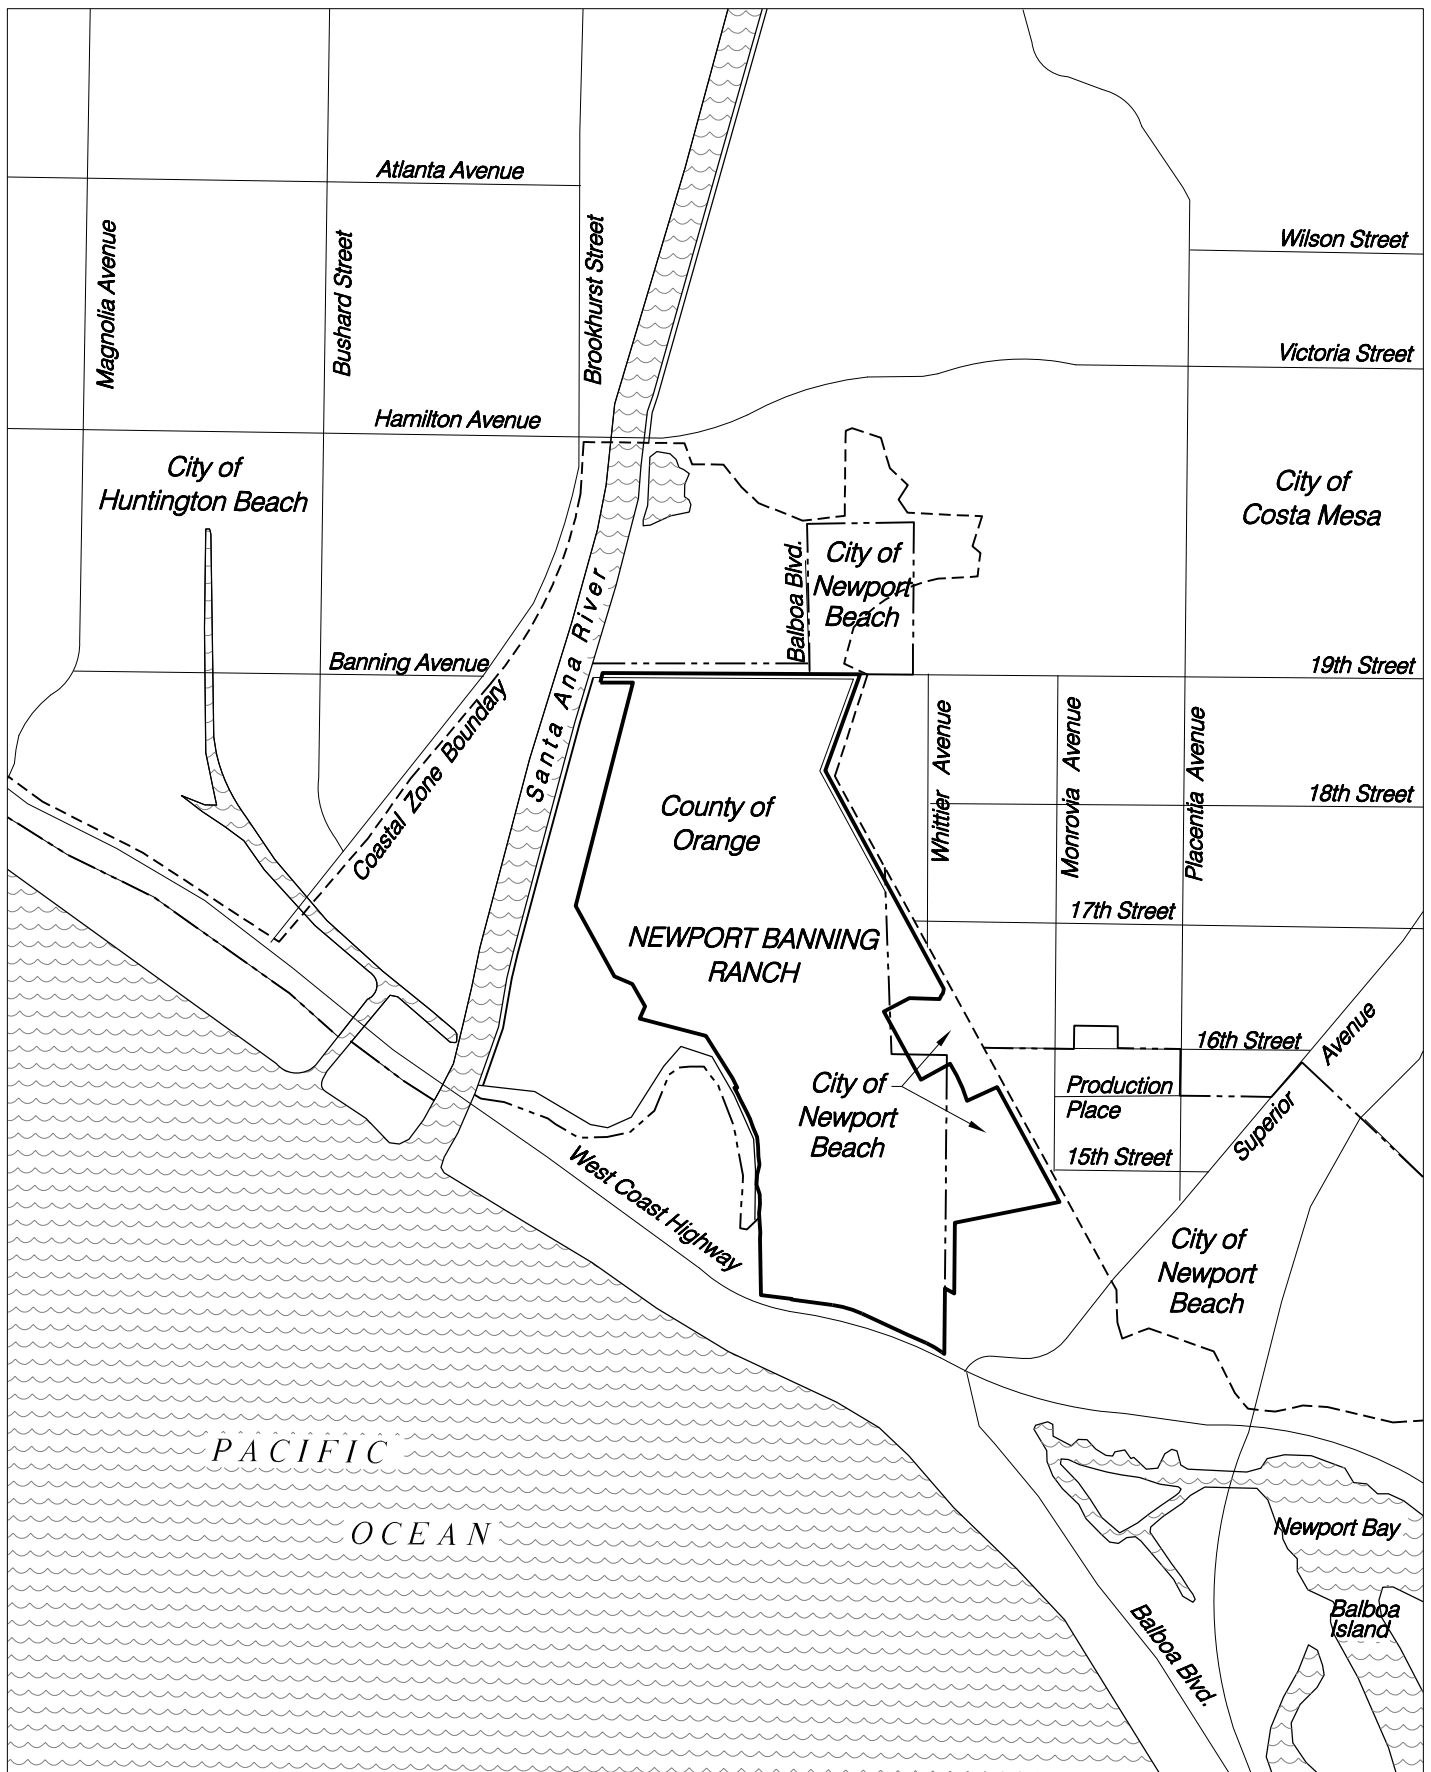 Atlanta Avenue
Magnolia Avenue
Bushard Street
Brookhurst Street
Wilson Street
Victoria Street
Hamilton Avenue
City of
Huntington Beach
City of
Costa Mesa
Balboa Blvd.
City of
Newport
Beach
Santa Ana River
Banning Avenue
19th Street
Coastal Zone Boundary
Whittier Avenue
Monrovia Avenue
Placentia Avenue
18th Street
County of
Orange
17th Street
NEWPORT BANNING
RANCH
16th Street
Superior Avenue
City of
Newport
Beach
Production
Place
15th Street
West Coast Highway
City of
Newport
Beach
PACIFIC
OCEAN
Newport Bay
Balboa
Island
Balboa Blvd.